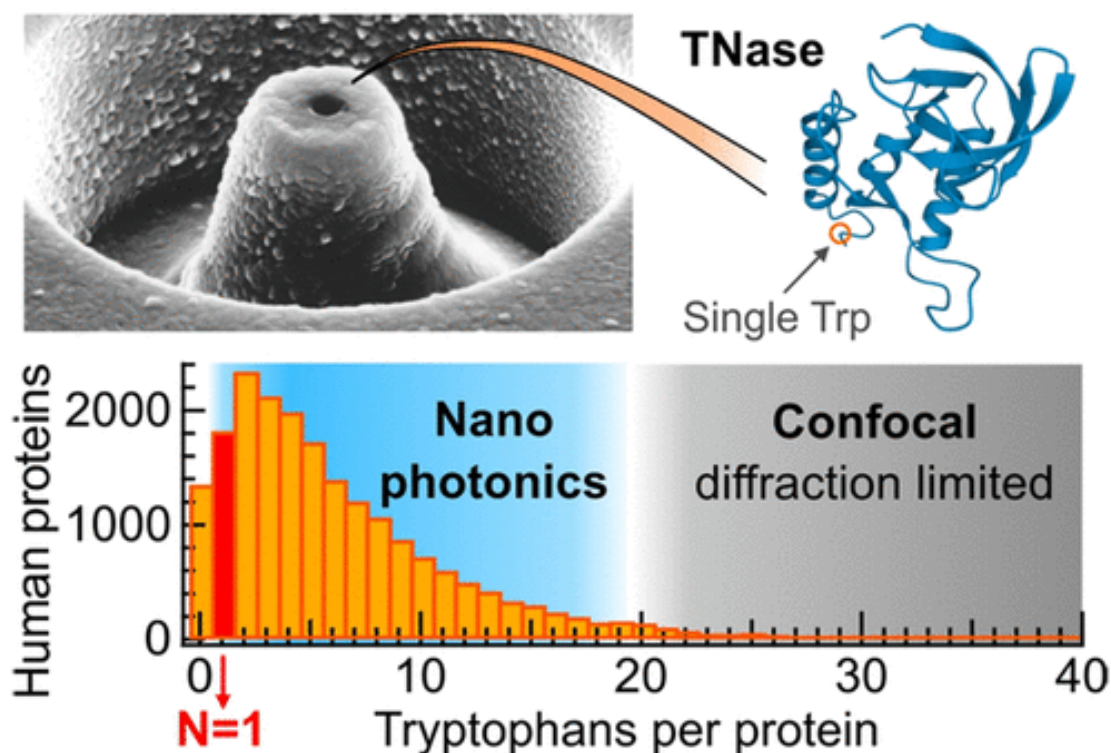 TNase
Single Trp
Nano
photonics
Confocal
diffraction limited
Human proteins
2000
1000
0
0 10 20 30 40
N=1
Tryptophans per protein